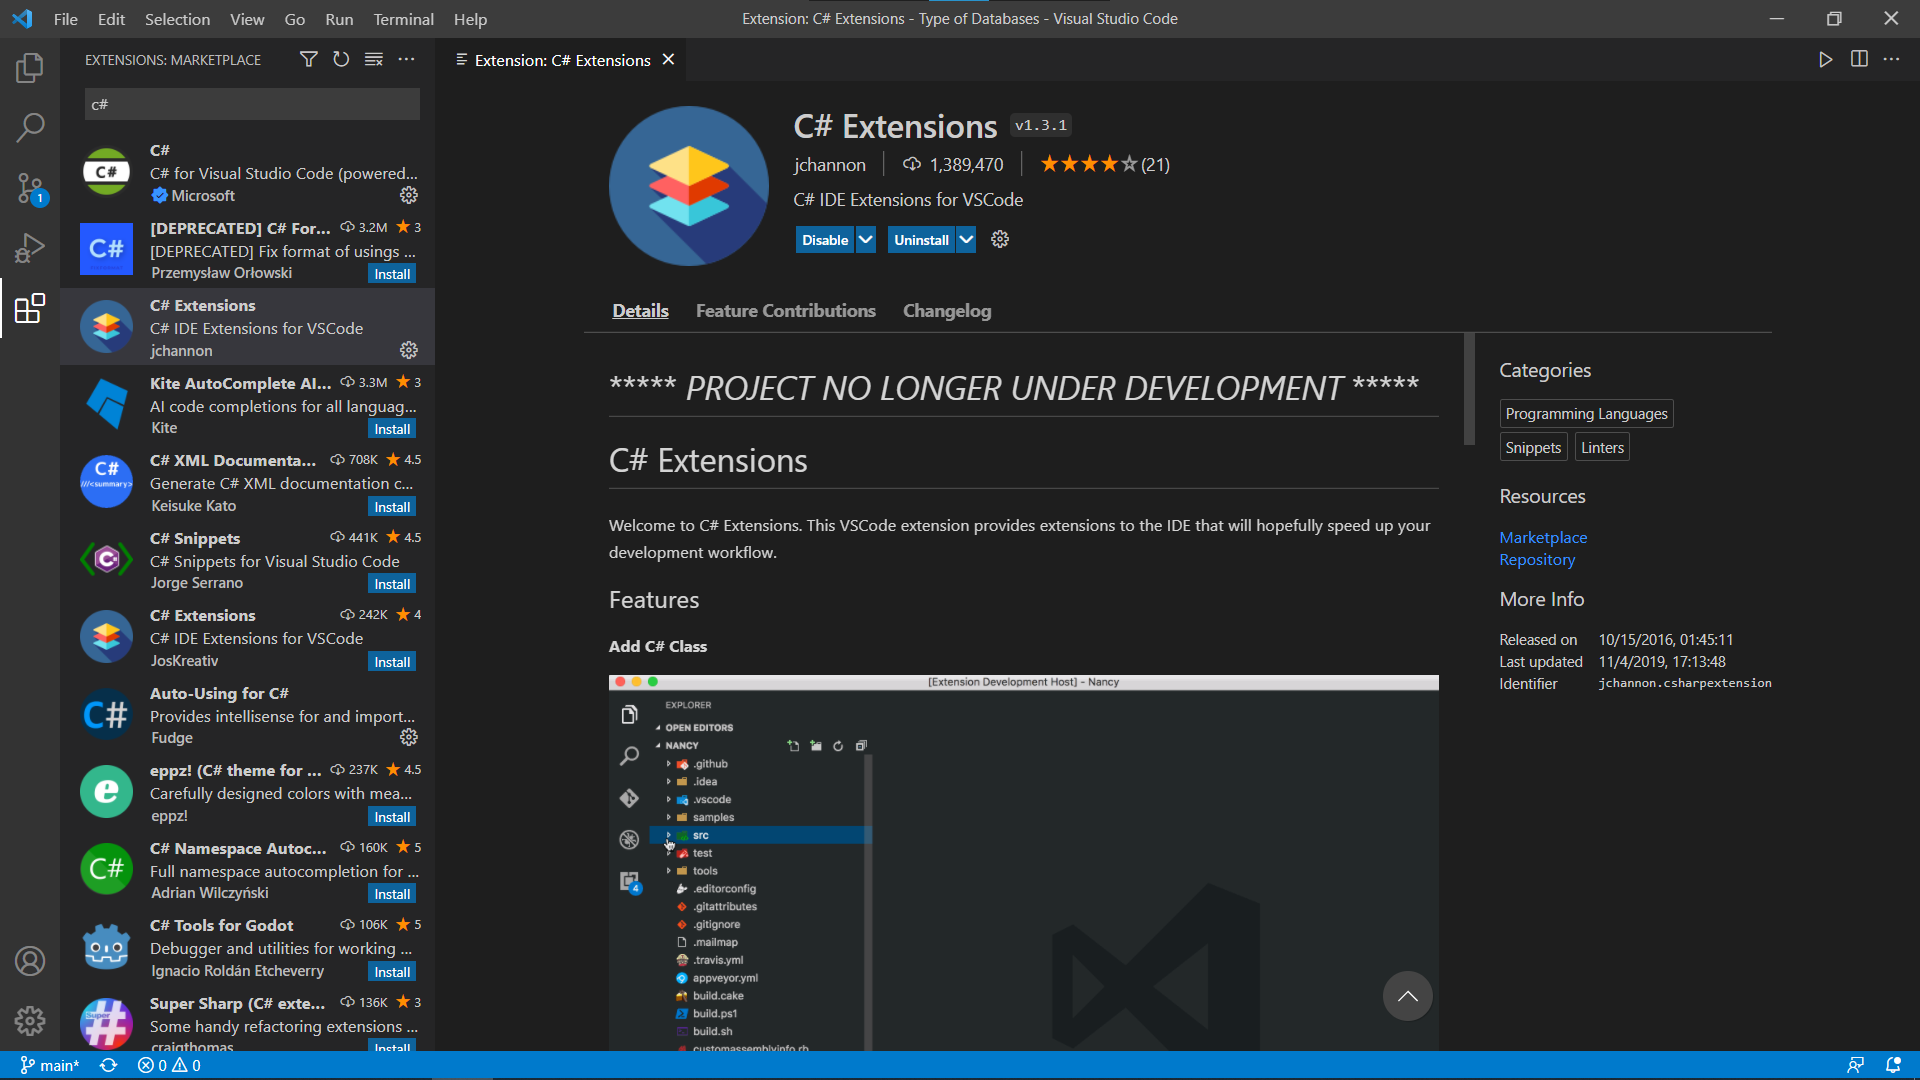 File Edit Selection View Go Run Terminal Help
Extension: C# Extensions - Type of Databases - Visual Studio Code
EXTENSIONS: MARKETPLACE
c#
C#
C#
C# for Visual Studio Code (powered...
Microsoft
C#
[DEPRECATED] C# For... 3.2M 3
[DEPRECATED] Fix format of usings ...
Przemysław Orłowski Install
C# Extensions
C# IDE Extensions for VSCode
jchannon
Kite AutoComplete AI... 3.3M 3
AI code completions for all languag...
Kite Install
C#
///<summary>
C# XML Documenta... 708K 4.5
Generate C# XML documentation c...
Keisuke Kato Install
C# Snippets 441K 4.5
C# Snippets for Visual Studio Code
Jorge Serrano Install
C# Extensions 242K 4
C# IDE Extensions for VSCode
JosKreativ Install
C#
Auto-Using for C#
Provides intellisense for and import...
Fudge
e
eppz! (C# theme for ... 237K 4.5
Carefully designed colors with mea...
eppz! Install
C#
C# Namespace Autoc... 160K 5
Full namespace autocompletion for ...
Adrian Wilczyński Install
C# Tools for Godot 106K 5
Debugger and utilities for working ...
Ignacio Roldán Etcheverry Install
Super
#
Super Sharp (C# exte... 136K 3
Some handy refactoring extensions ...
craigthomas Install
1
Extension: C# Extensions
C# Extensions v1.3.1
jchannon 1,389,470 (21)
C# IDE Extensions for VSCode
Disable Uninstall
Details Feature Contributions Changelog
***** PROJECT NO LONGER UNDER DEVELOPMENT *****
C# Extensions
Welcome to C# Extensions. This VSCode extension provides extensions to the IDE that will hopefully speed up your
development workflow.
Features
Add C# Class
[Extension Development Host] - Nancy
EXPLORER
OPEN EDITORS
NANCY
.github
.idea
.vscode
samples
src
test
tools
.editorconfig
.gitattributes
.gitignore
.mailmap
.travis.yml
appveyor.yml
build.cake
build.ps1
build.sh
customassemblyinfo.rb
4
Categories
Programming Languages
Snippets Linters
Resources
Marketplace
Repository
More Info
Released on 10/15/2016, 01:45:11
Last updated 11/4/2019, 17:13:48
Identifier jchannon.csharpextension
main* 0 0